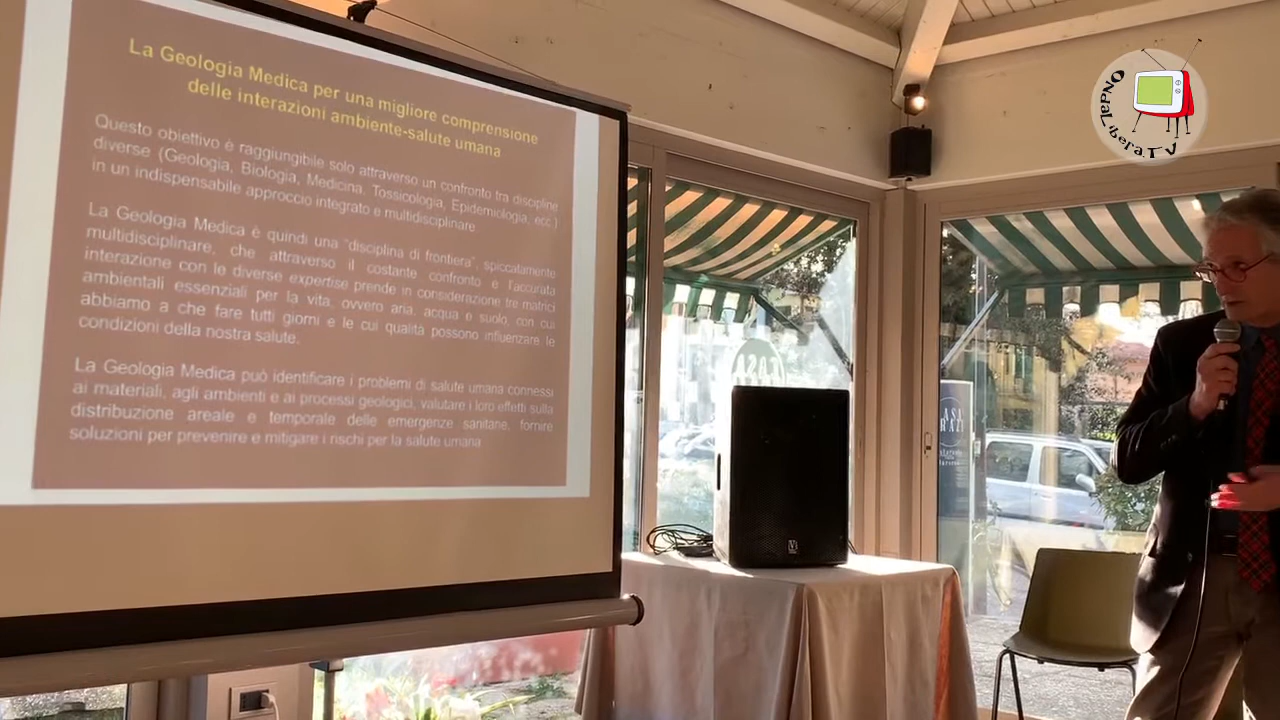 La Geologia Medica per una migliore comprensione
delle interazioni ambiente-salute umana
Questo obiettivo è raggiungibile solo attraverso un confronto tra discipline
diverse (Geologia, Biologia, Medicina, Tossicologia, Epidemiologia, ecc.)
in un indispensabile approccio integrato e multidisciplinare
La Geologia Medica è quindi una "disciplina di frontiera", spiccatamente
multidisciplinare, che attraverso il costante confronto e l'accurata
interazione con le diverse expertise prende in considerazione tre matrici
ambientali essenziali per la vita, ovvero aria, acqua e suolo, con cui
abbiamo a che fare tutti giorni e le cui qualità possono influenzare le
condizioni della nostra salute.
La Geologia Medica può identificare i problemi di salute umana connessi
ai materiali, agli ambienti e ai processi geologici, valutare i loro effetti sulla
distribuzione areale e temporale delle emergenze sanitarie, fornire
soluzioni per prevenire e mitigare i rischi per la salute umana
OndaLibera.TV
CASA